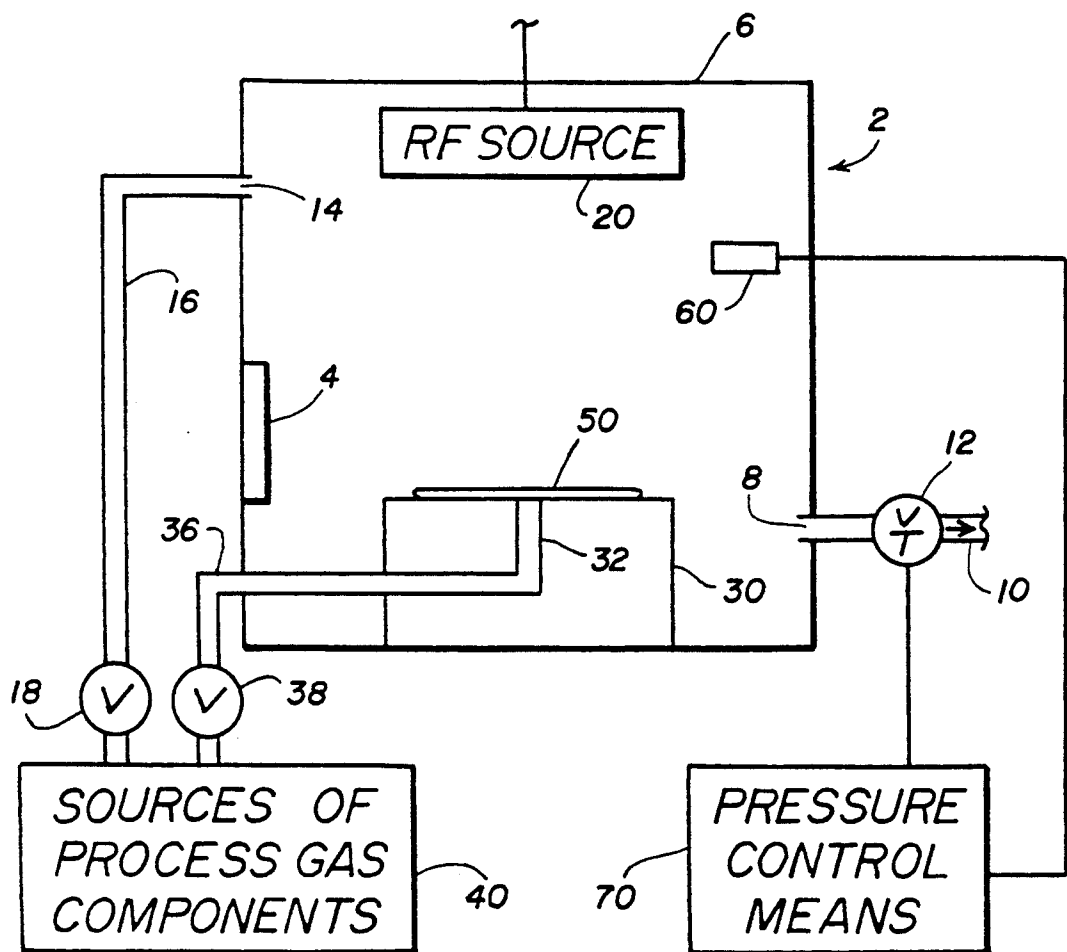 6
RF SOURCE
2
14
20
16
60
4
50
12
8
36
32
30
10
V
T
18
V
V
38
SOURCES OF
PROCESS GAS
COMPONENTS
40
70
PRESSURE
CONTROL
MEANS